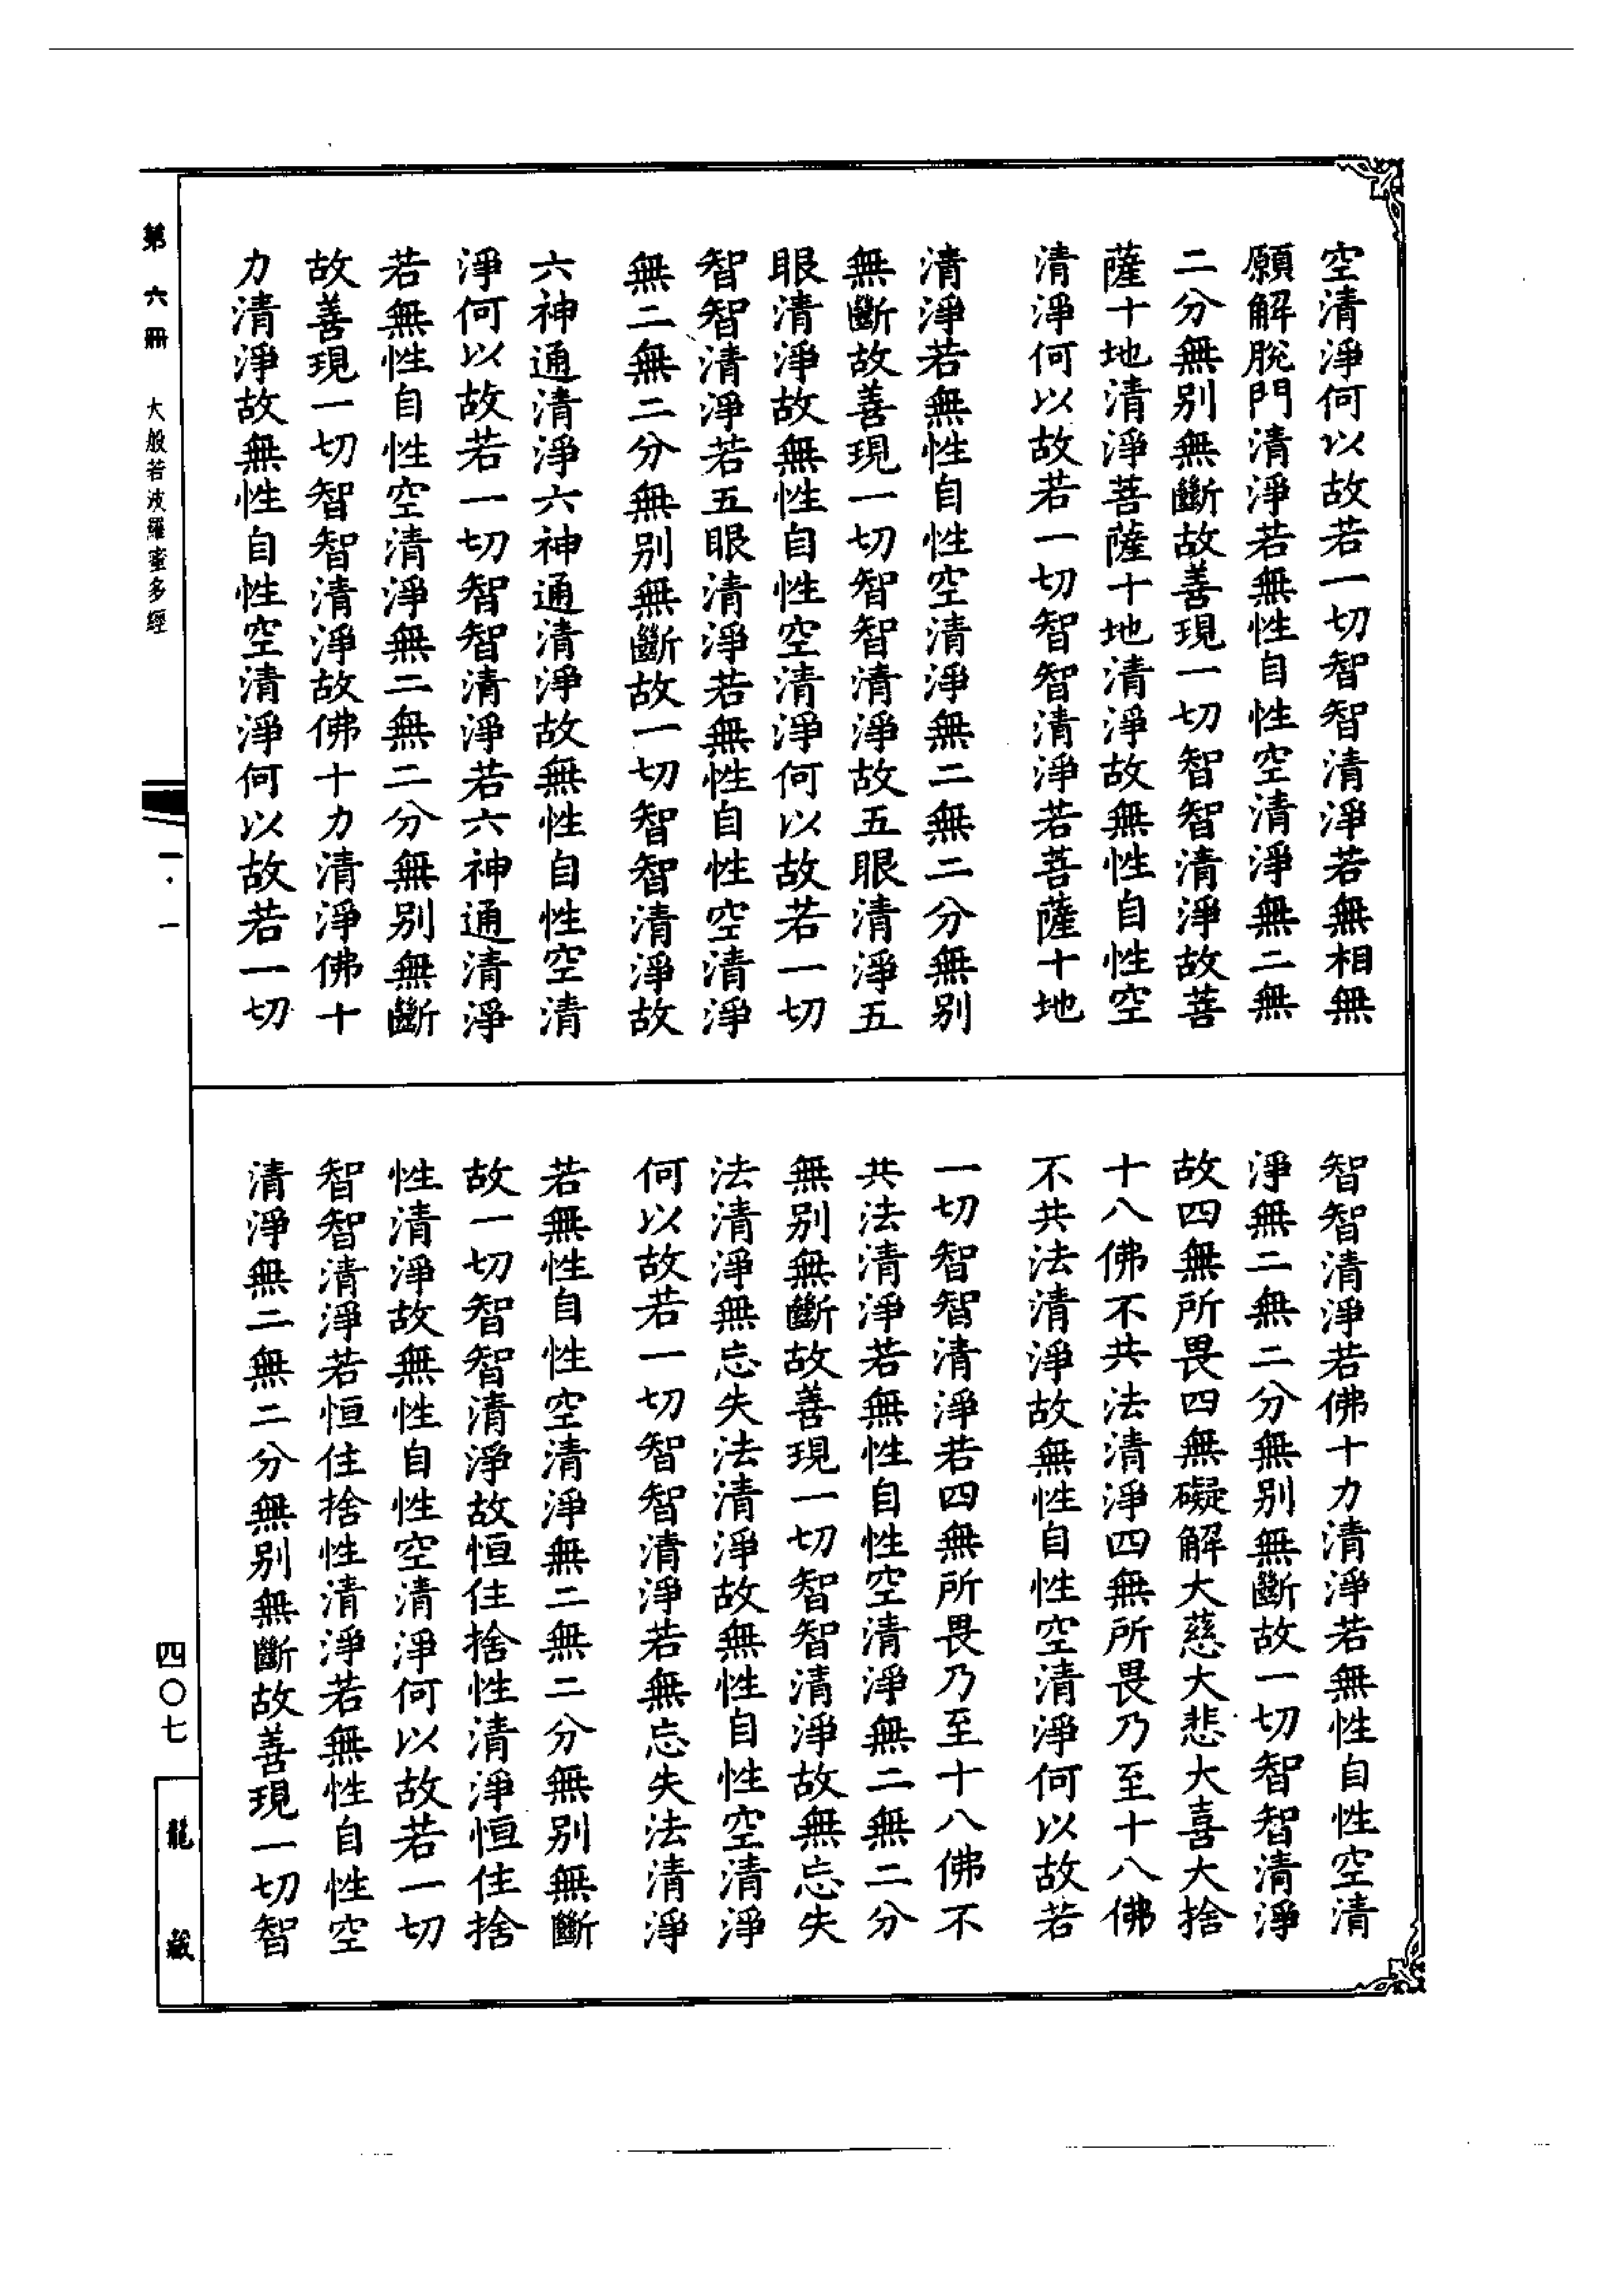 空清淨何以故若一切智智清淨若無相無
願解脫門清淨若無性自性空清淨無二無
二分無別無斷故善現一切智智清淨故菩
薩十地清淨菩薩十地清淨故無性自性空
清淨何以故若一切智智清淨若菩薩十地
清淨若無性自性空清淨無二無二分無別
無斷故善現一切智智清淨故五眼清淨五
眼清淨故無性自性空清淨何以故若一切
智智清淨若五眼清淨若無性自性空清淨
無二無二分無別無斷故一切智智清淨故
六神通清淨六神通清淨故無性自性空清
淨何以故若一切智智清淨若六神通清淨
若無性自性空清淨無二無二分無別無斷
故善現一切智智清淨故佛十力清淨佛十
力清淨故無性自性空清淨何以故若一切
智智清淨若佛十力清淨若無性自性空清
淨無二無二分無別無斷故一切智智清淨
故四無所畏四無礙解大慈大悲大喜大捨
十八佛不共法清淨四無所畏乃至十八佛
不共法清淨故無性自性空清淨何以故若
一切智智清淨若四無所畏乃至十八佛不
共法清淨若無性自性空清淨無二無二分
無別無斷故善現一切智智清淨故無忘失
法清淨無忘失法清淨故無性自性空清淨
何以故若一切智智清淨若無忘失法清淨
若無性自性空清淨無二無二分無別無斷
故一切智智清淨故恒住捨性清淨恒住捨
性清淨故無性自性空清淨何以故若一切
智智清淨若恒住捨性清淨若無性自性空
清淨無二無二分無別無斷故善現一切智
第六冊 大般若波羅蜜多經
一·一
四〇七
龍藏